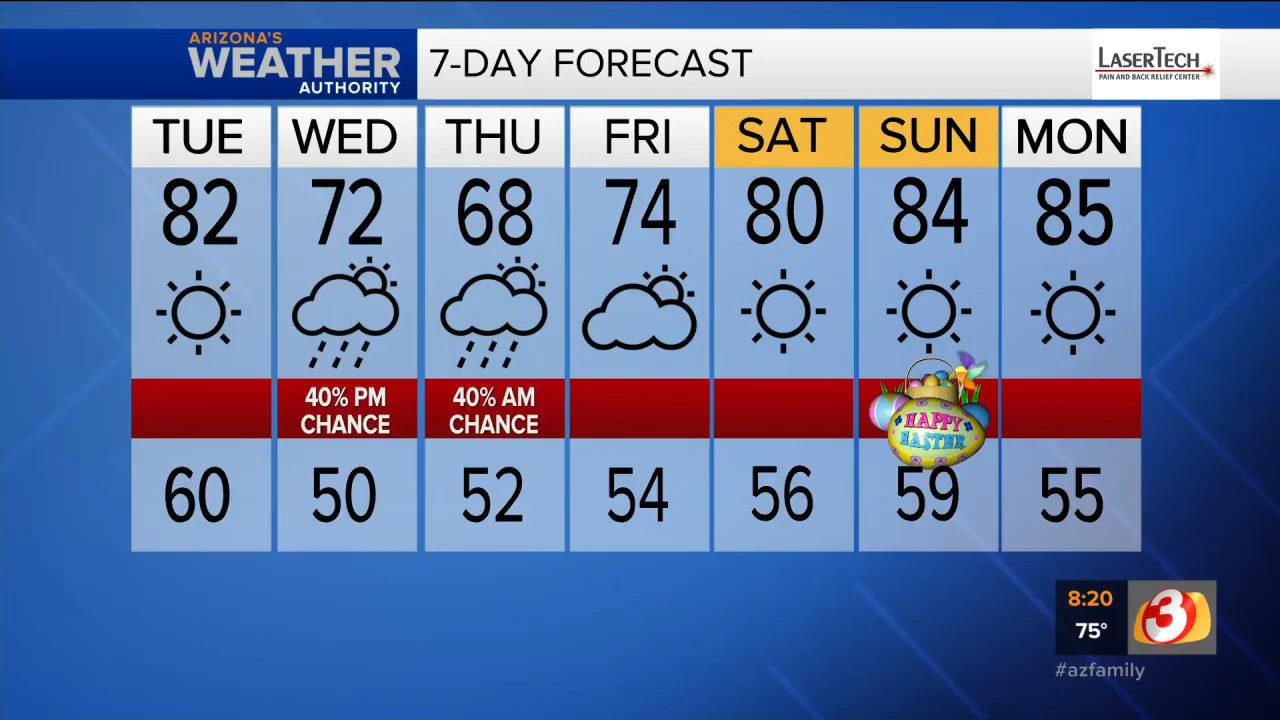 ARIZONA'S
WEATHER
AUTHORITY
7-DAY FORECAST
LASERTECH
PAIN AND BACK RELIEF CENTER
TUE WED THU FRI SAT SUN MON
82 72 68 74 80 84 85
40% PM 40% AM
CHANCE CHANCE
HAPPY
EASTER
60 50 52 54 56 59 55
8:20
75°
3
#azfamily